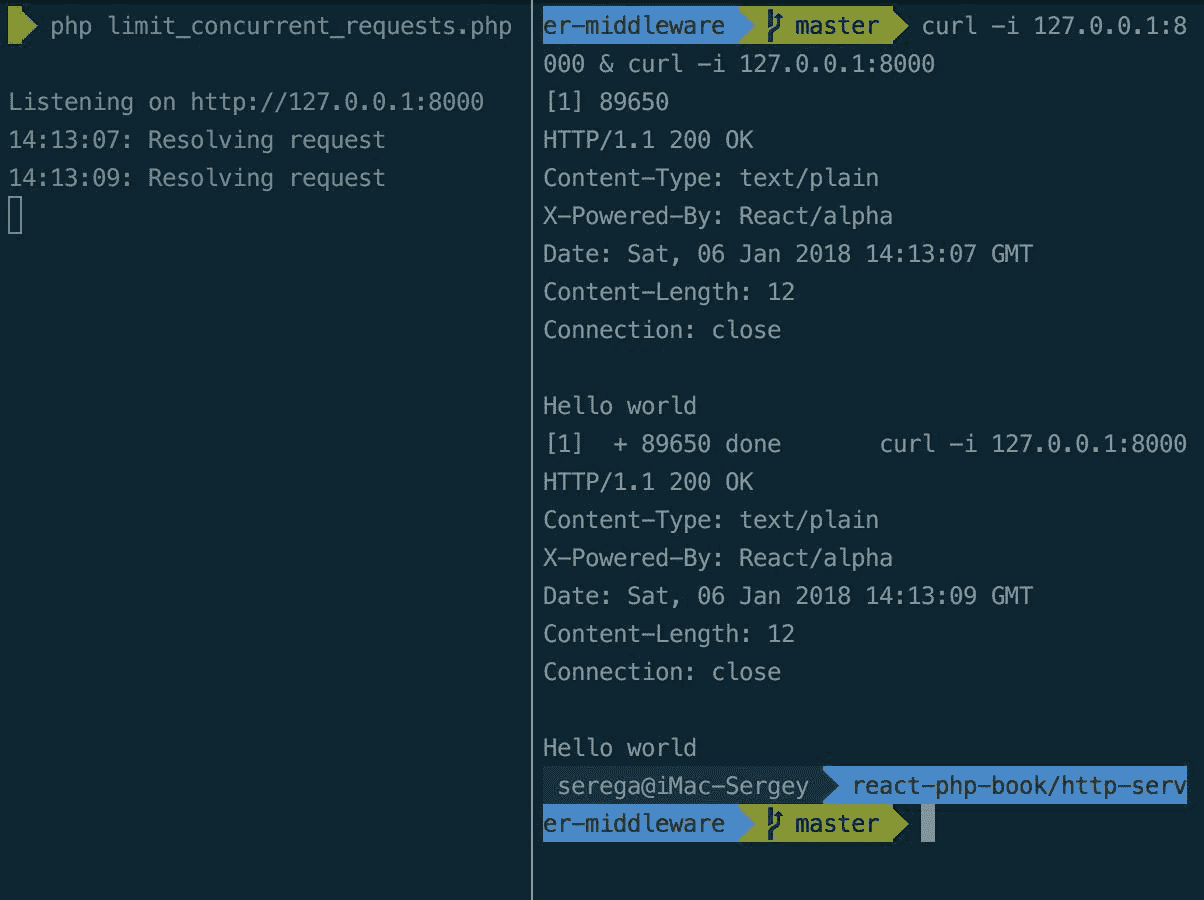 php limit_concurrent_requests.php
Listening on http://127.0.0.1:8000
14:13:07: Resolving request
14:13:09: Resolving request
er-middleware master curl -i 127.0.0.1:8
000 & curl -i 127.0.0.1:8000
[1] 89650
HTTP/1.1 200 OK
Content-Type: text/plain
X-Powered-By: React/alpha
Date: Sat, 06 Jan 2018 14:13:07 GMT
Content-Length: 12
Connection: close
Hello world
[1]  + 89650 done       curl -i 127.0.0.1:8000
HTTP/1.1 200 OK
Content-Type: text/plain
X-Powered-By: React/alpha
Date: Sat, 06 Jan 2018 14:13:09 GMT
Content-Length: 12
Connection: close
Hello world
serega@iMac-Sergey react-php-book/http-serv
er-middleware master